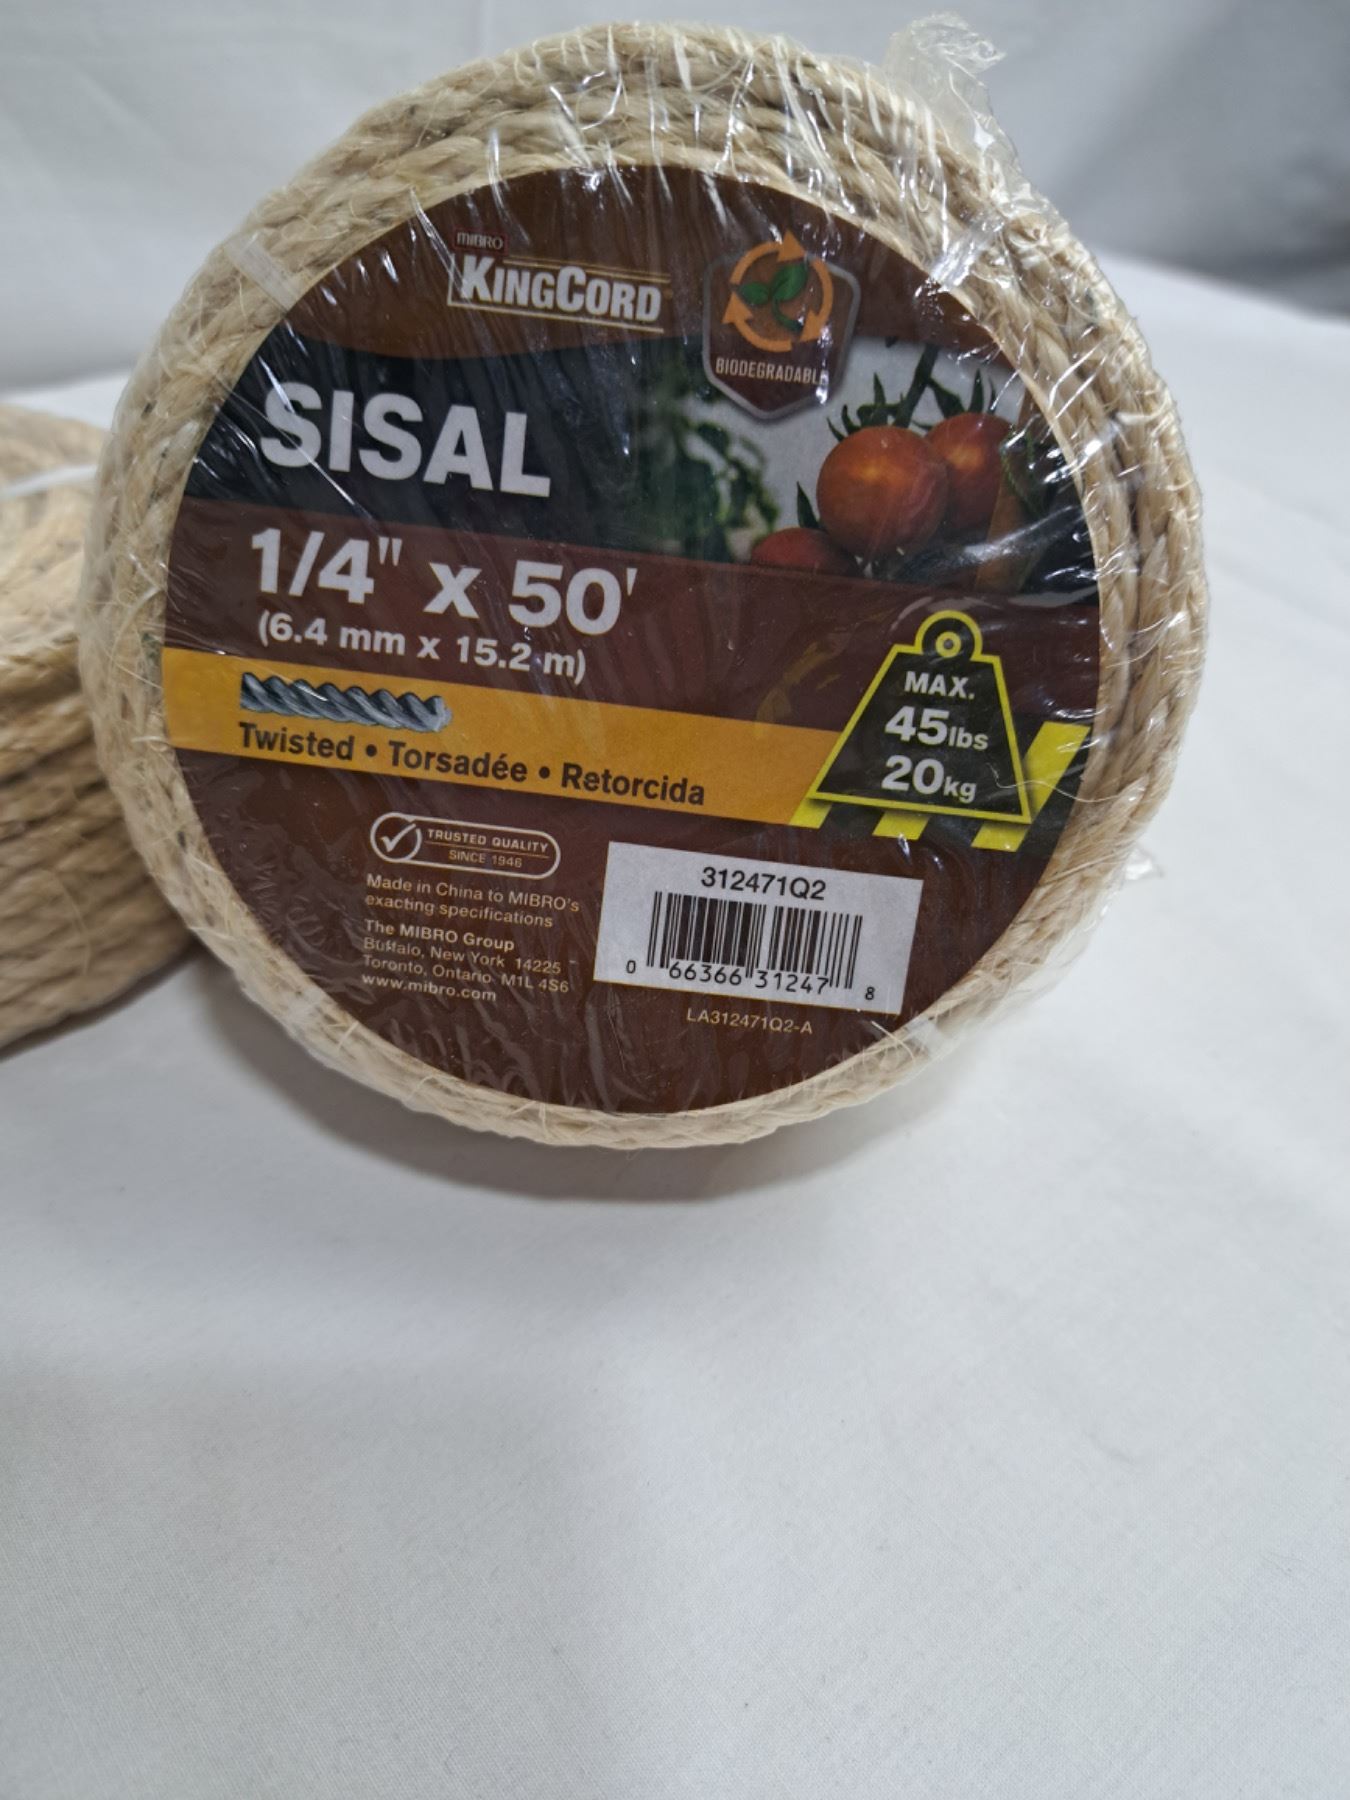 MIBRO
KINGCORD
BIODEGRADABLE
SISAL
1/4" x 50'
(6.4 mm x 15.2 m)
Twisted • Torsadée • Retorcida
MAX.
45lbs
20kg
TRUSTED QUALITY
SINCE 1946
Made in China to MIBRO's
exacting specifications
The MIBRO Group
Buffalo, New York 14225
Toronto, Ontario M1L 4S6
www.mibro.com
312471Q2
0 66366 31247 8
LA312471Q2-A